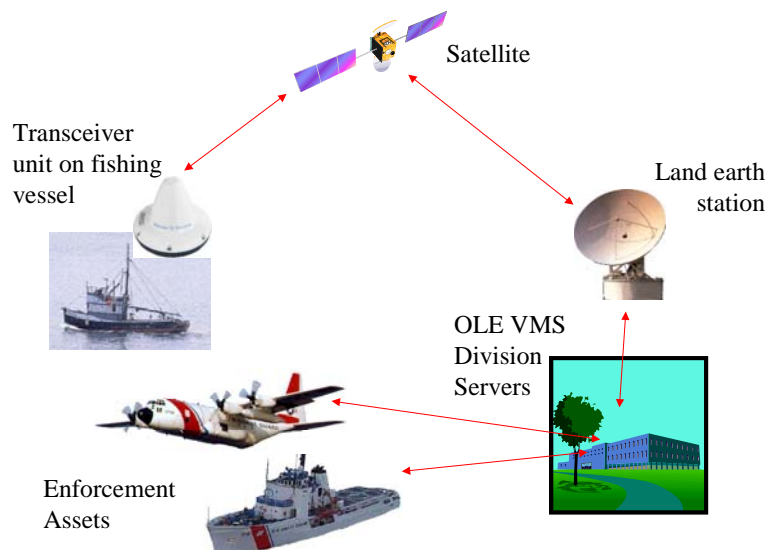 Satellite
Transceiver
unit on fishing
vessel
Land earth
station
OLE VMS
Division
Servers
Enforcement
Assets